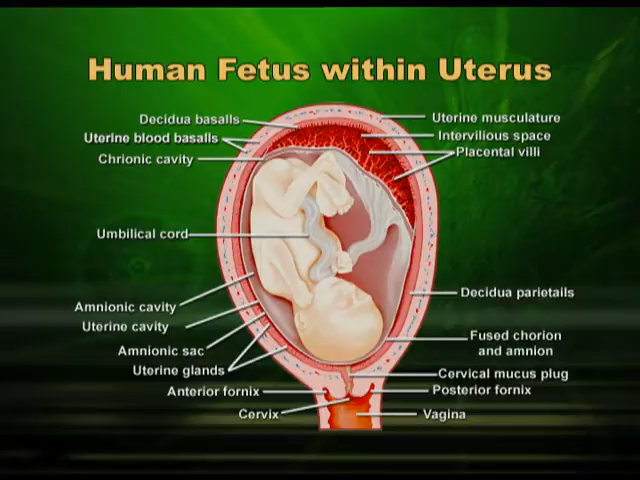 Human Fetus within Uterus
Decidua basalls
Uterine blood basalls
Chrionic cavity
Umbilical cord
Amnionic cavity
Uterine cavity
Amnionic sac
Uterine glands
Anterior fornix
Cervix
Uterine musculature
Intervilious space
Placental villi
Decidua parietails
Fused chorion
and amnion
Cervical mucus plug
Posterior fornix
Vagina